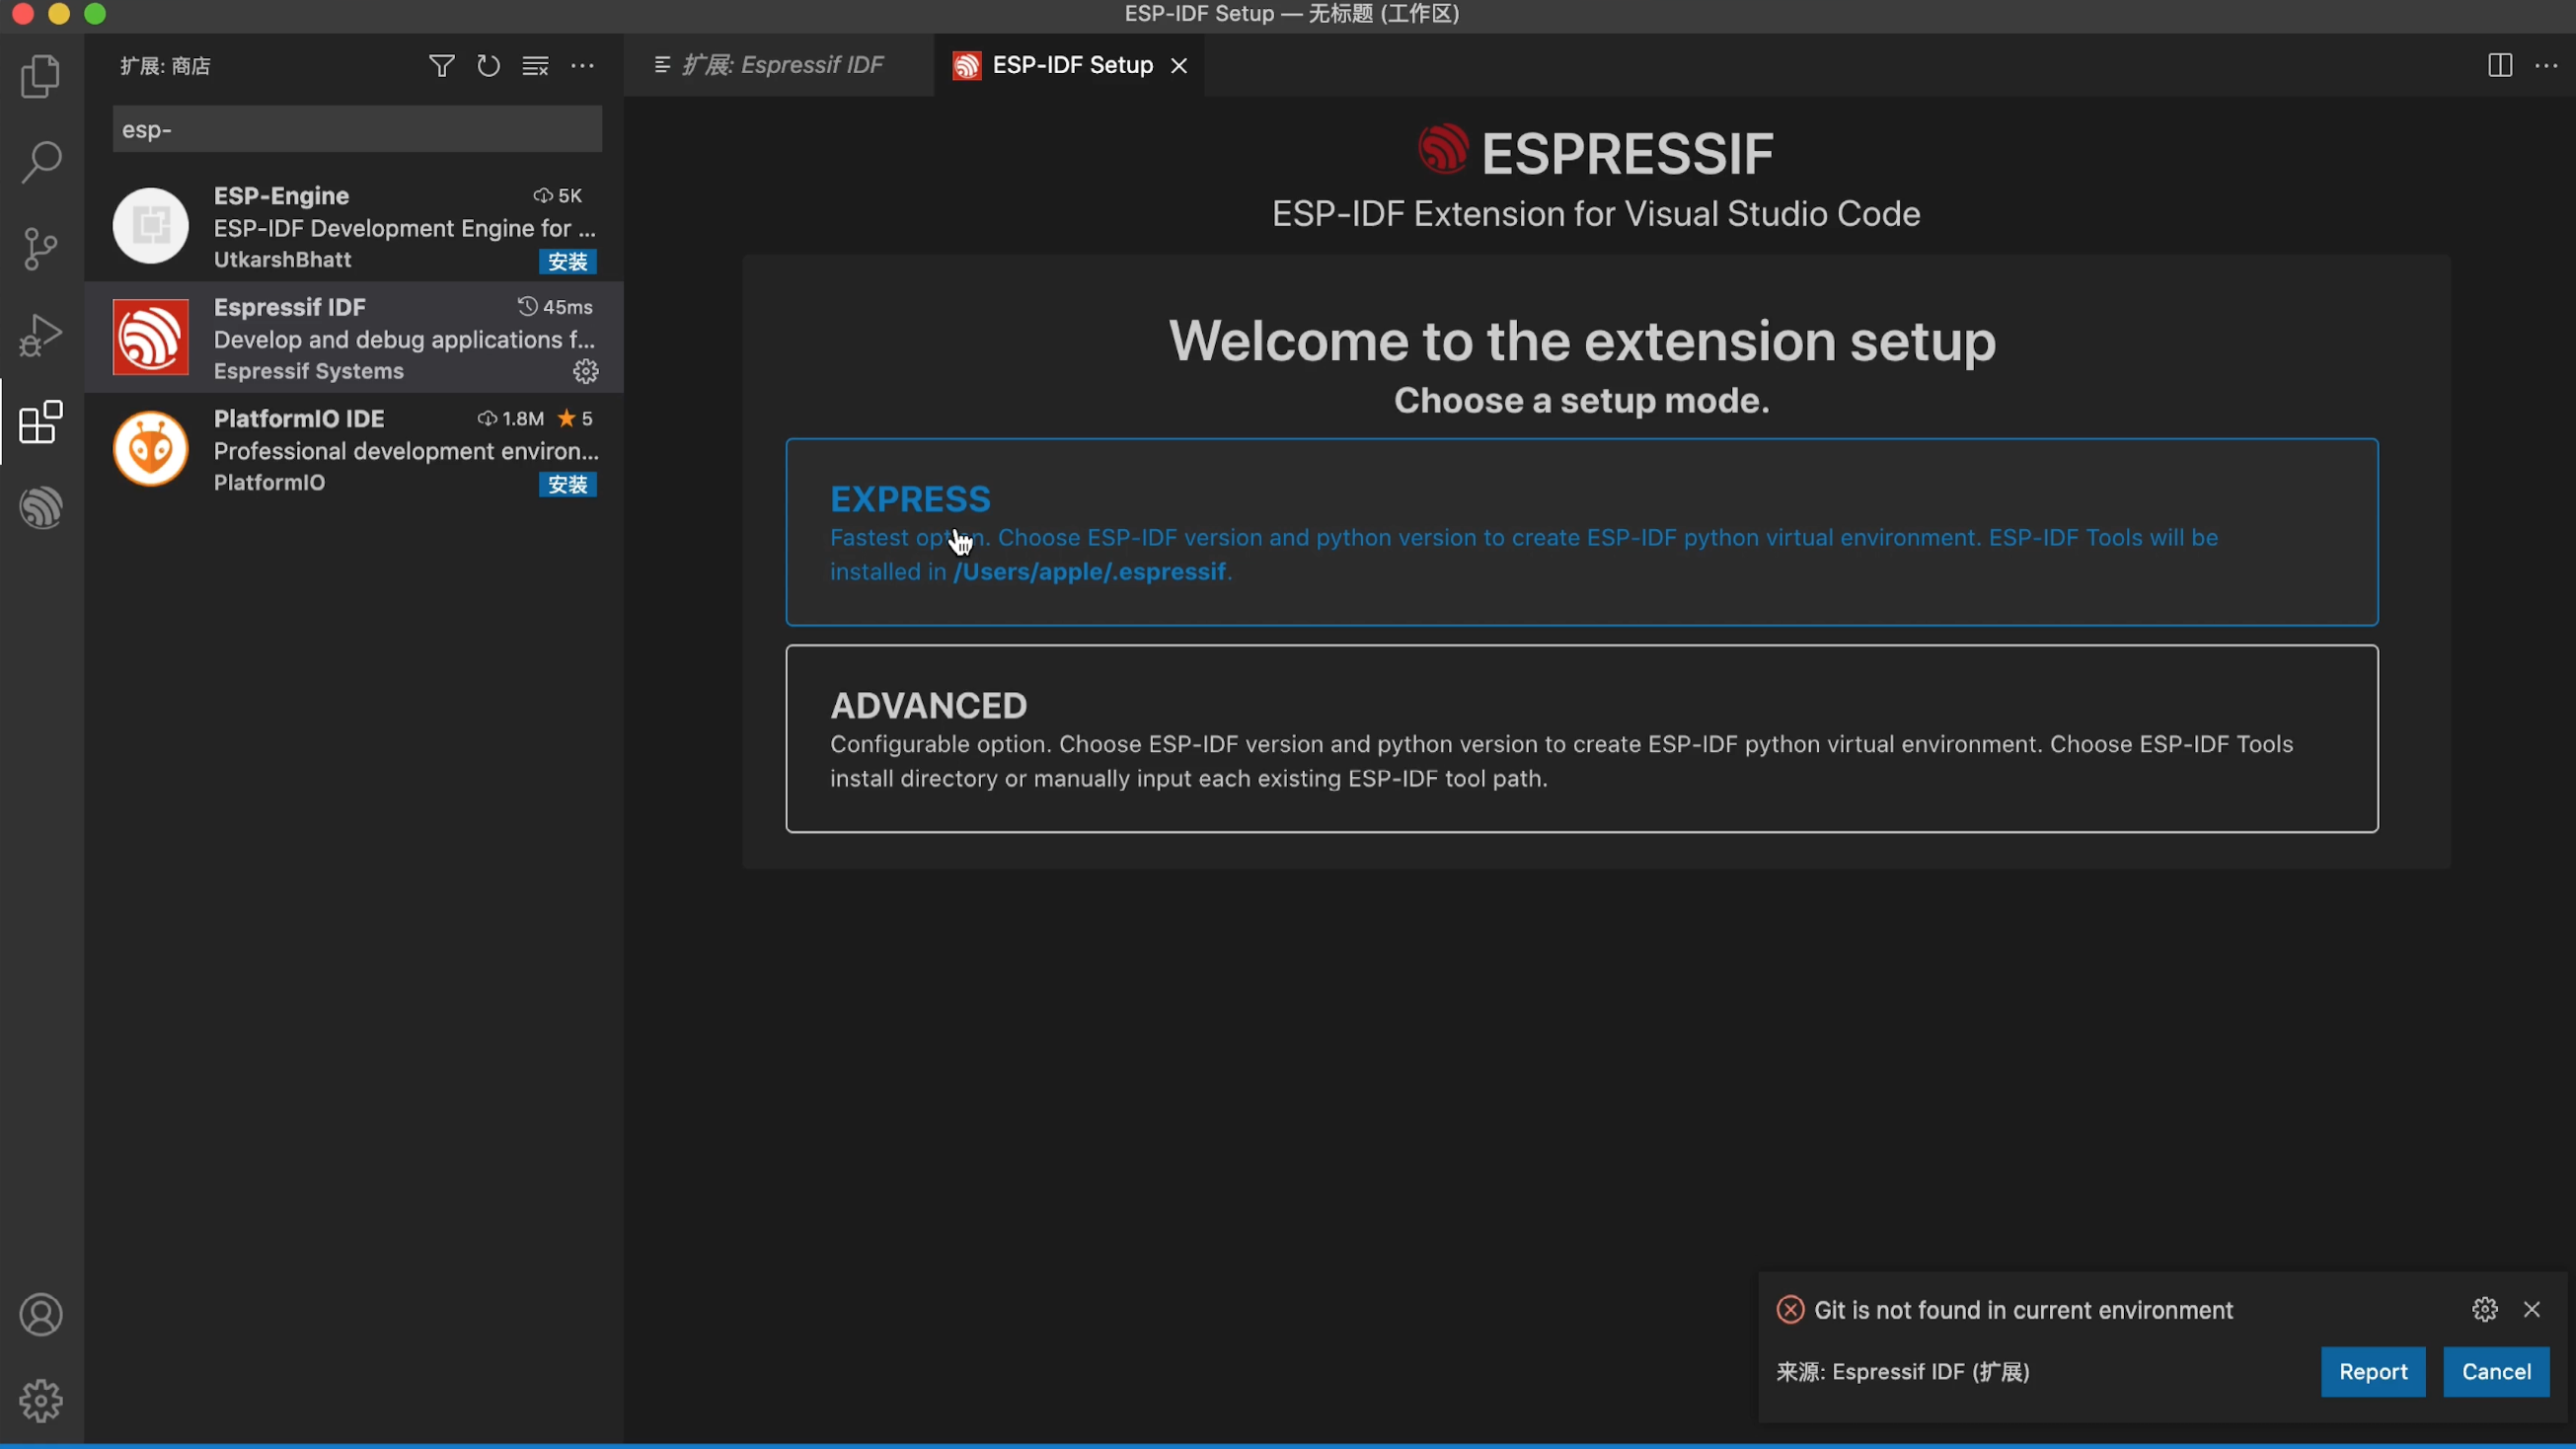 ESP-IDF Setup — 无标题 (工作区)
扩展: 商店
esp-
ESP-Engine
5K
ESP-IDF Development Engine for ...
UtkarshBhatt
安装
Espressif IDF
45ms
Develop and debug applications f...
Espressif Systems
PlatformIO IDE
1.8M ★ 5
Professional development environ...
PlatformIO
安装
扩展: Espressif IDF
ESP-IDF Setup
ESPRESSIF
ESP-IDF Extension for Visual Studio Code
Welcome to the extension setup
Choose a setup mode.
EXPRESS
Fastest option. Choose ESP-IDF version and python version to create ESP-IDF python virtual environment. ESP-IDF Tools will be
installed in /Users/apple/.espressif.
ADVANCED
Configurable option. Choose ESP-IDF version and python version to create ESP-IDF python virtual environment. Choose ESP-IDF Tools
install directory or manually input each existing ESP-IDF tool path.
Git is not found in current environment
来源: Espressif IDF (扩展)
Report
Cancel